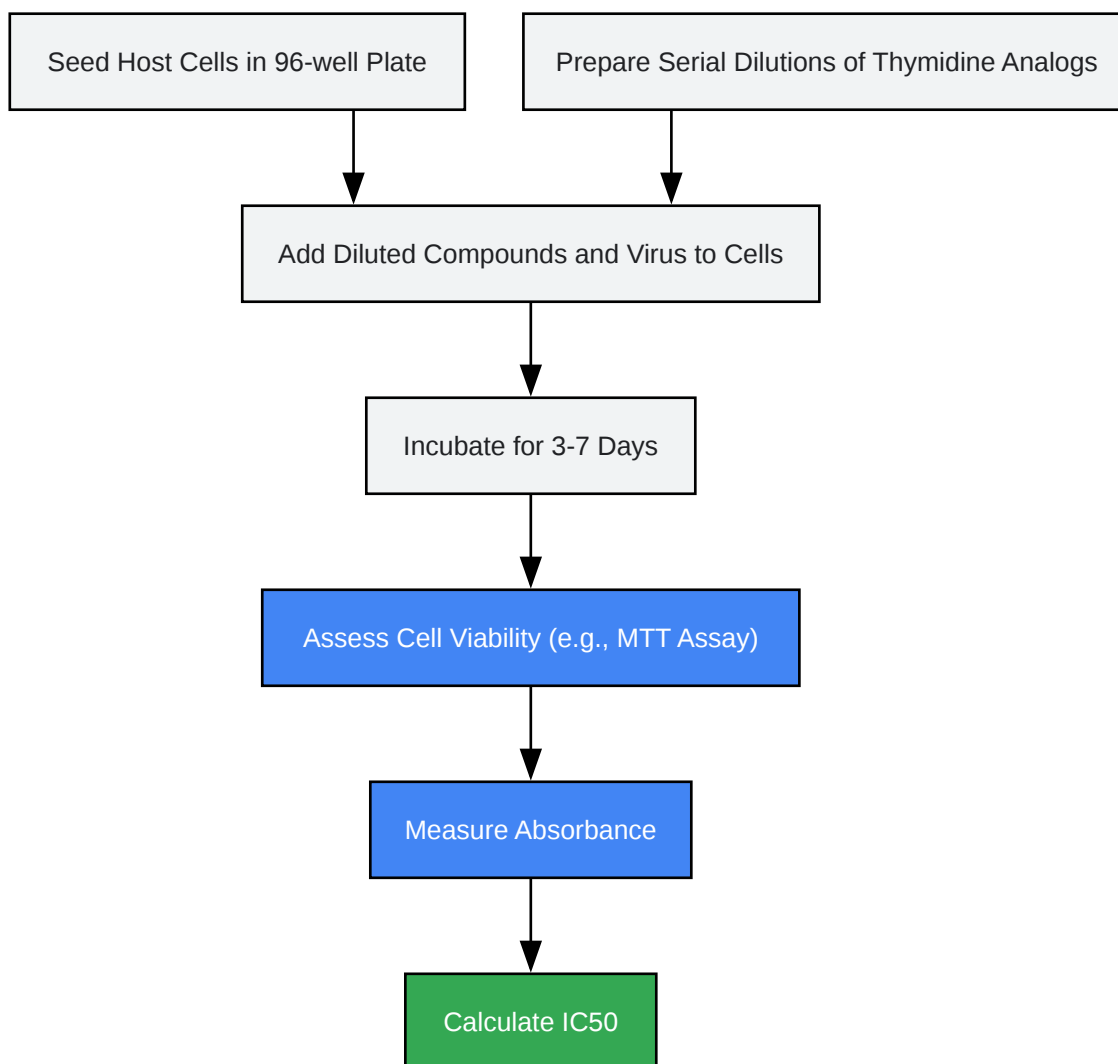 Seed Host Cells in 96-well Plate
Prepare Serial Dilutions of Thymidine Analogs
Add Diluted Compounds and Virus to Cells
Incubate for 3-7 Days
Assess Cell Viability (e.g., MTT Assay)
Measure Absorbance
Calculate IC50